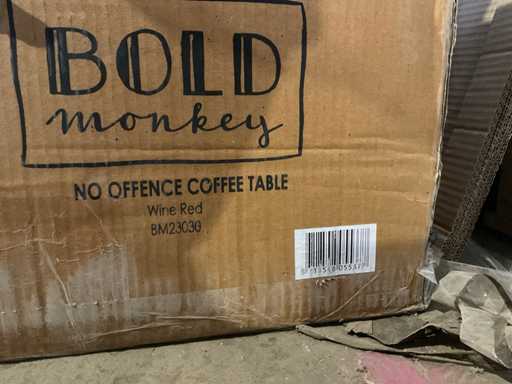 BOLD
monkey
NO OFFENCE COFFEE TABLE
Wine Red
BM23030